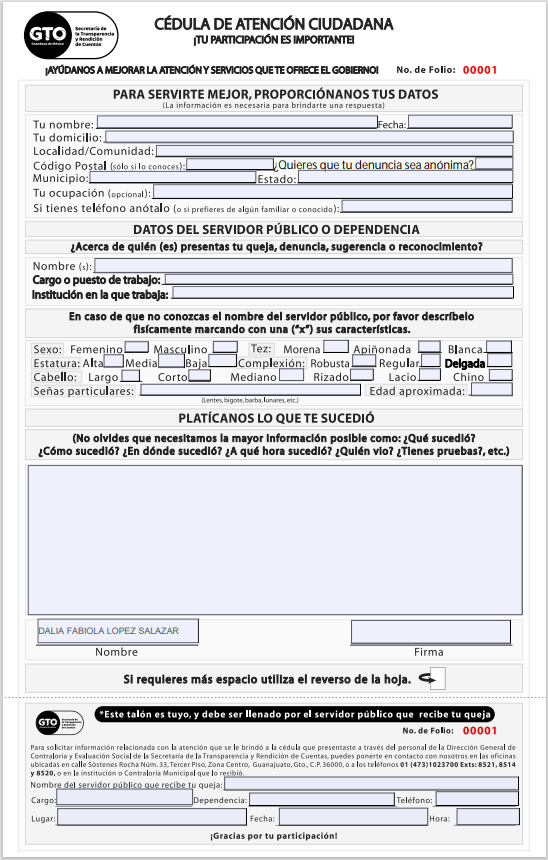 GTO
Grandeza de México
Secretaría de
la Transparencia
y Rendición
de Cuentas
CÉDULA DE ATENCIÓN CIUDADANA
¡TU PARTICIPACIÓN ES IMPORTANTE!
¡AYÚDANOS A MEJORAR LA ATENCIÓN Y SERVICIOS QUE TE OFRECE EL GOBIERNO! No. de Folio: 00001
PARA SERVIRTE MEJOR, PROPORCIÓNANOS TUS DATOS
(La información es necesaria para brindarte una respuesta)
Tu nombre: Fecha:
Tu domicilio:
Localidad/Comunidad:
Código Postal (sólo si lo conoces): ¿Quieres que tu denuncia sea anónima?
Municipio: Estado:
Tu ocupación (opcional):
Si tienes teléfono anótalo (o si prefieres de algún familiar o conocido):
DATOS DEL SERVIDOR PÚBLICO O DEPENDENCIA
¿Acerca de quién (es) presentas tu queja, denuncia, sugerencia o reconocimiento?
Nombre (s):
Cargo o puesto de trabajo:
Institución en la que trabaja:
En caso de que no conozcas el nombre del servidor público, por favor descríbelo
físicamente marcando con una ("x") sus características.
Sexo: Femenino Masculino Tez: Morena Apiñonada Blanca
Estatura: Alta Media Baja Complexión: Robusta Regular Delgada
Cabello: Largo Corto Mediano Rizado Lacio Chino
Señas particulares: Edad aproximada:
(Lentes, bigote, barba, lunares, etc.)
PLATÍCANOS LO QUE TE SUCEDIÓ
(No olvides que necesitamos la mayor información posible como: ¿Qué sucedió?
¿Cómo sucedió? ¿En dónde sucedió? ¿A qué hora sucedió? ¿Quién vio? ¿Tienes pruebas?, etc.)
DALIA FABIOLA LOPEZ SALAZAR
Nombre Firma
Si requieres más espacio utiliza el reverso de la hoja.
GTO
Secretaría de
la Transparencia
y Rendición
de Cuentas
*Este talón es tuyo, y debe ser llenado por el servidor público que recibe tu queja
No. de Folio: 00001
Para solicitar información relacionada con la atención que se le brindó a la cédula que presentaste a través del personal de la Dirección General de
Contraloría y Evaluación Social de la Secretaría de la Transparencia y Rendición de Cuentas, puedes ponerte en contacto con nosotros en las oficinas
ubicadas en calle Sóstenes Rocha Núm. 33, Tercer Piso, Zona Centro, Guanajuato, Gto., C.P. 36000, o a los teléfonos 01 (473)1023700 Exts: 8521, 8514
y 8520, o en la institución o Contraloría Municipal que lo recibió.
Nombre del servidor público que recibe tu queja:
Cargo: Dependencia: Teléfono:
Lugar: Fecha: Hora:
¡Gracias por tu participación!